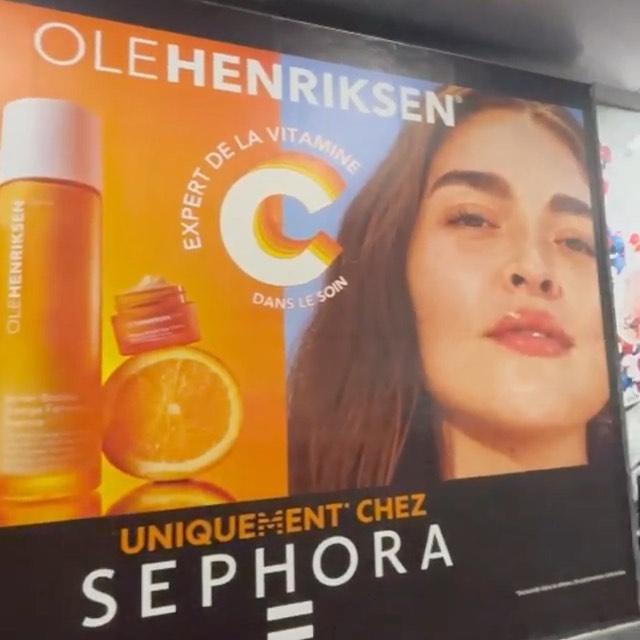 OLEHENRIKSEN®
EXPERT DE LA VITAMINE
C
DANS LE SOIN
OLEHENRIKSEN
UNIQUEMENT* CHEZ
SEPHORA